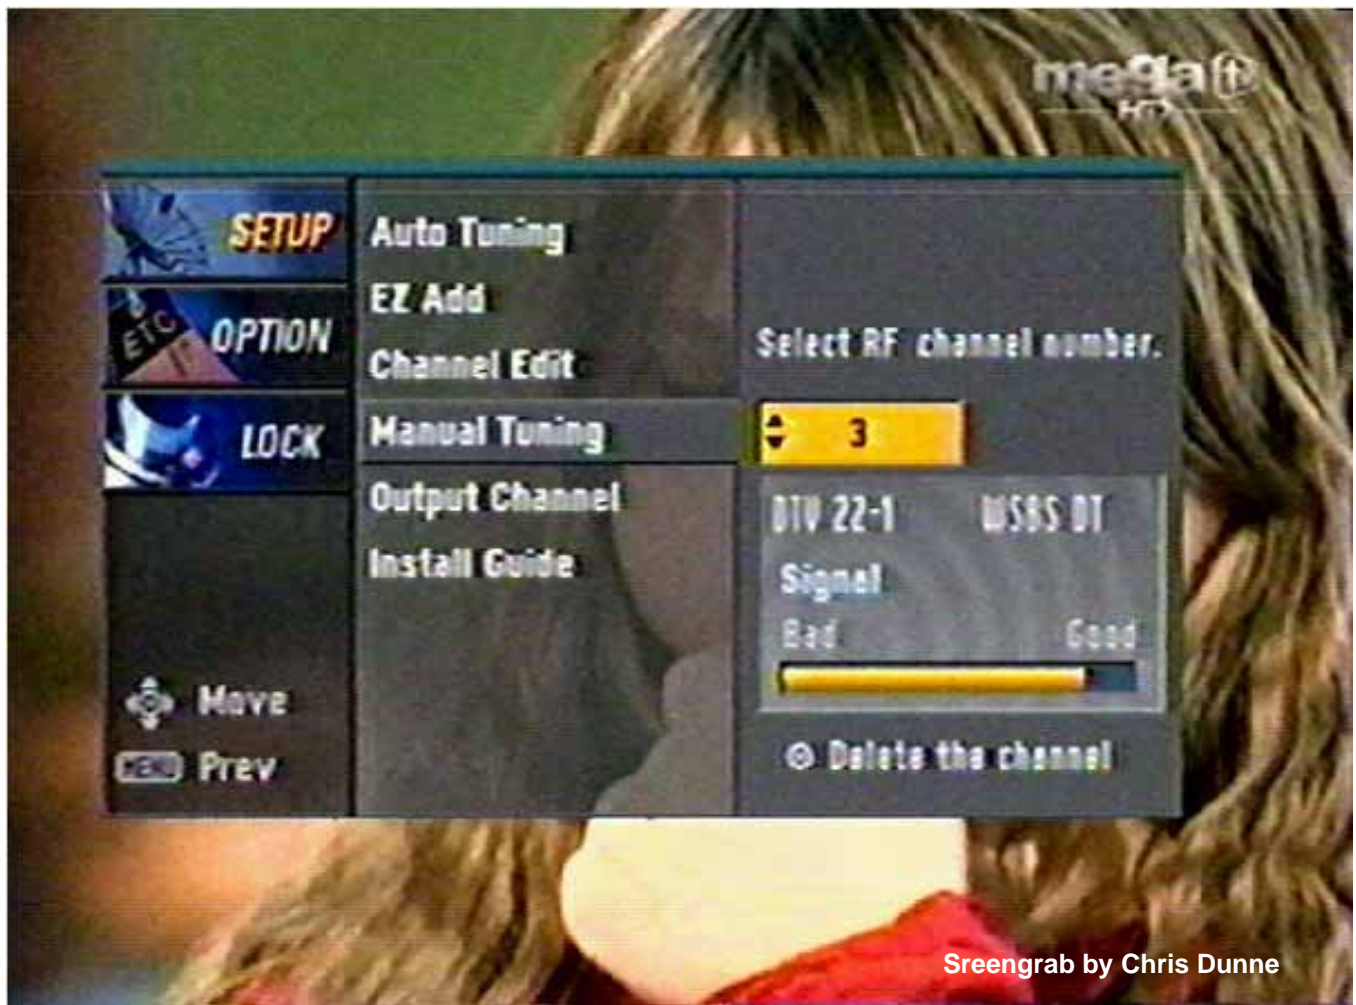 mega tv
HD
SETUP
OPTION
ETC
LOCK
Move
MENU Prev
Auto Tuning
EZ Add
Channel Edit
Manual Tuning
Output Channel
Install Guide
Select RF channel number.
3
DTV 22-1 WSBS DT
Signal
Bad Good
Delete the channel
Sreengrab by Chris Dunne